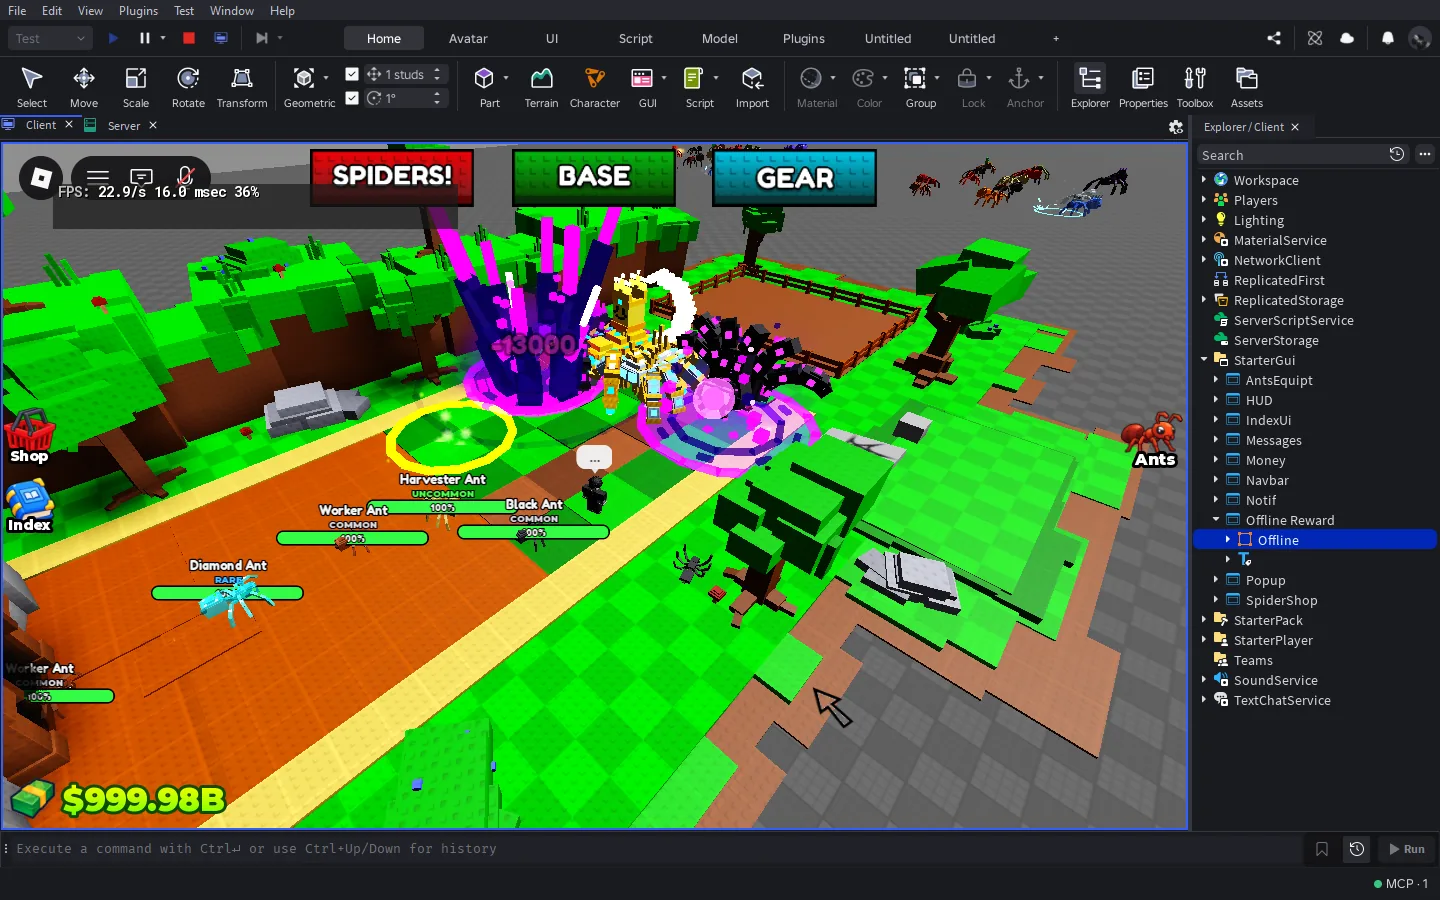 File Edit View Plugins Test Window Help
Test
Home Avatar UI Script Model Plugins Untitled Untitled +
Select Move Scale Rotate Transform Geometric 1 studs 1° Part Terrain Character GUI Script Import Material Color Group Lock Anchor Explorer Properties Toolbox Assets
Client Server
Explorer/Client
Search
SPIDERS!
BASE
GEAR
FPS: 22.9/s 16.0 msec 36%
-13000
Shop
Index
Ants
...
Harvester Ant
UNCOMMON
100%
Worker Ant
COMMON
100%
Black Ant
COMMON
100%
Diamond Ant
RARE
Worker Ant
COMMON
100%
$999.98B
Workspace
Players
Lighting
MaterialService
NetworkClient
ReplicatedFirst
ReplicatedStorage
ServerScriptService
ServerStorage
StarterGui
AntsEquipt
HUD
IndexUi
Messages
Money
Navbar
Notif
Offline Reward
Offline
Popup
SpiderShop
StarterPack
StarterPlayer
Teams
SoundService
TextChatService
Execute a command with Ctrl↵ or use Ctrl+Up/Down for history
Run
MCP · 1